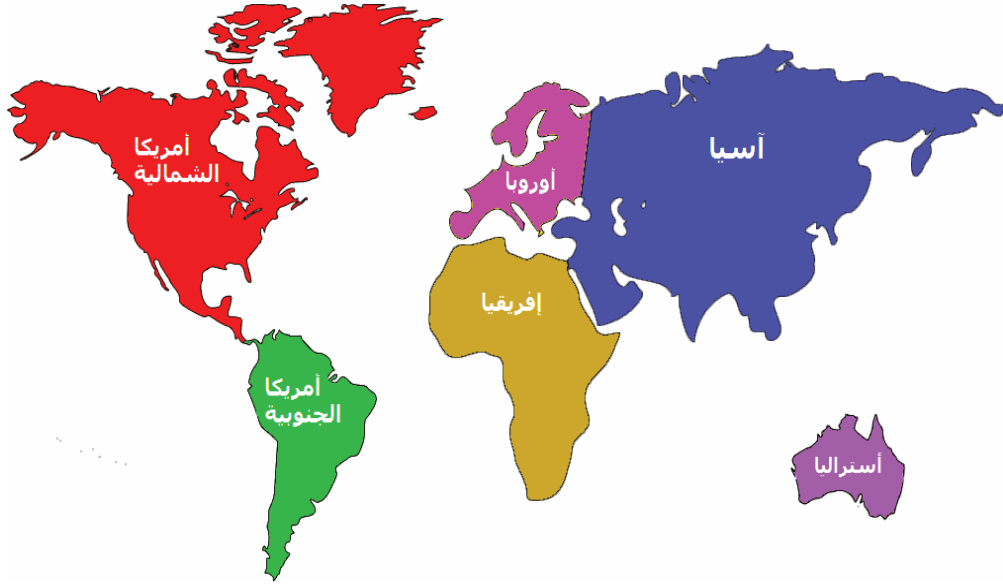 أمريكا
الشمالية
أوروبا
آسيا
إفريقيا
أمريكا
الجنوبية
أستراليا